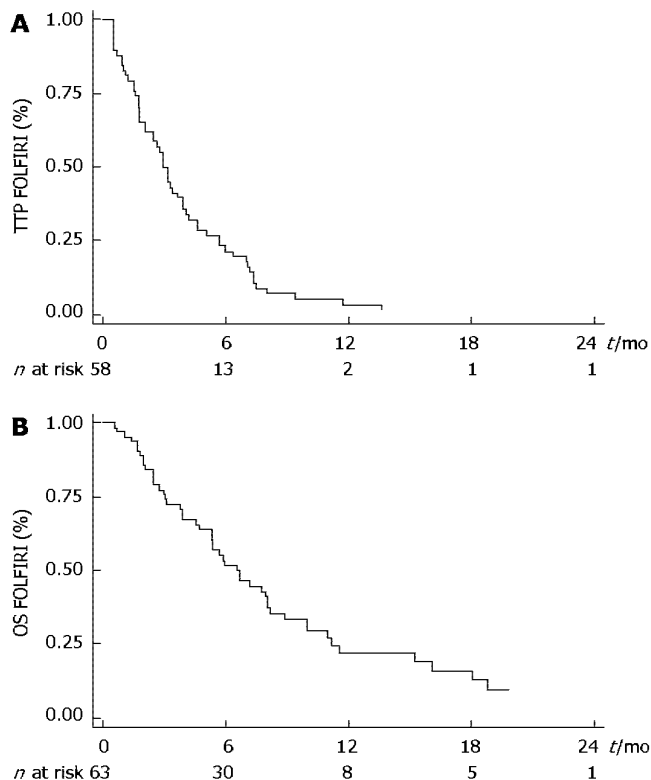 A
1.00
0.75
0.50
0.25
0.00
TTP FOLFIRI (%)
0 6 12 18 24 t/mo
n at risk 58 13 2 1 1
B
1.00
0.75
0.50
0.25
0.00
OS FOLFIRI (%)
0 6 12 18 24 t/mo
n at risk 63 30 8 5 1